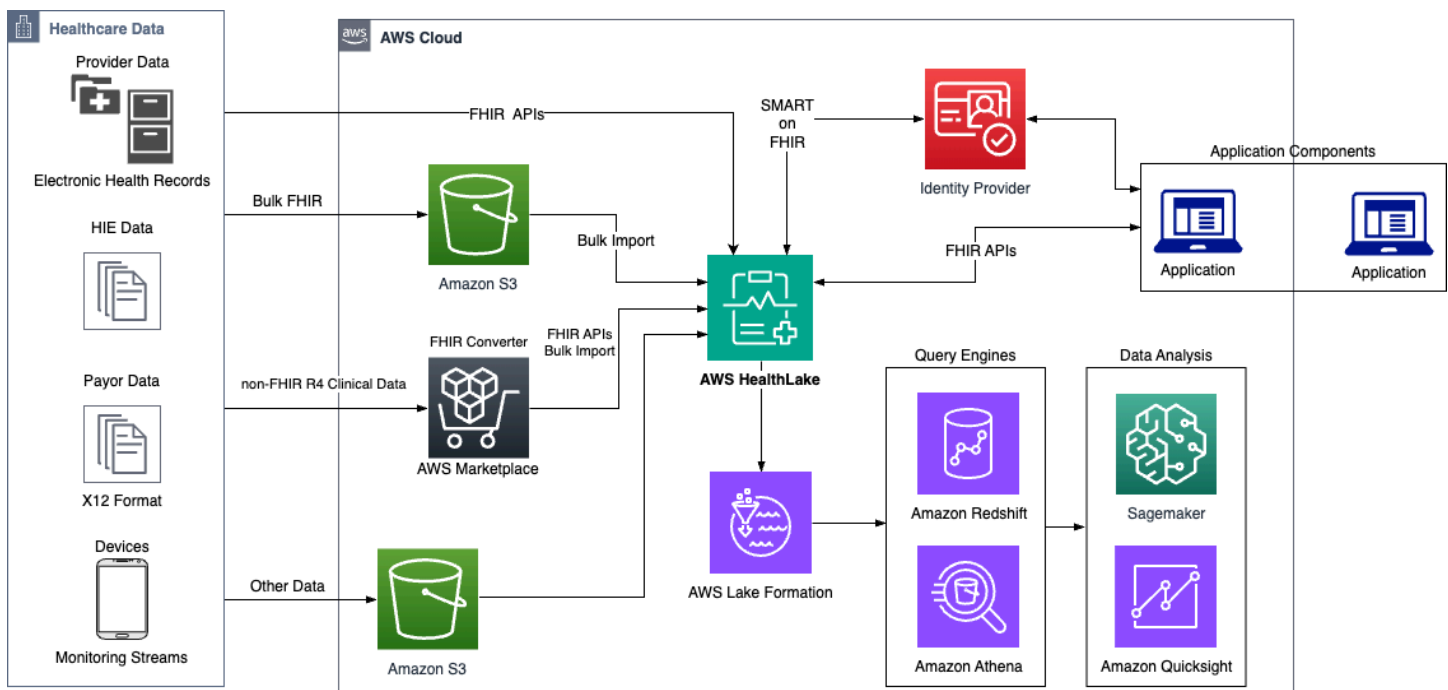 Healthcare Data
Provider Data
Electronic Health Records
HIE Data
Payor Data
X12 Format
Devices
Monitoring Streams
aws
AWS Cloud
FHIR APIs
Bulk FHIR
Amazon S3
Bulk Import
non-FHIR R4 Clinical Data
FHIR Converter
AWS Marketplace
FHIR APIs
Bulk Import
Other Data
Amazon S3
SMART
on
FHIR
Identity Provider
FHIR APIs
AWS HealthLake
AWS Lake Formation
Application Components
Application
Application
Query Engines
Amazon Redshift
Amazon Athena
Data Analysis
Sagemaker
Amazon Quicksight